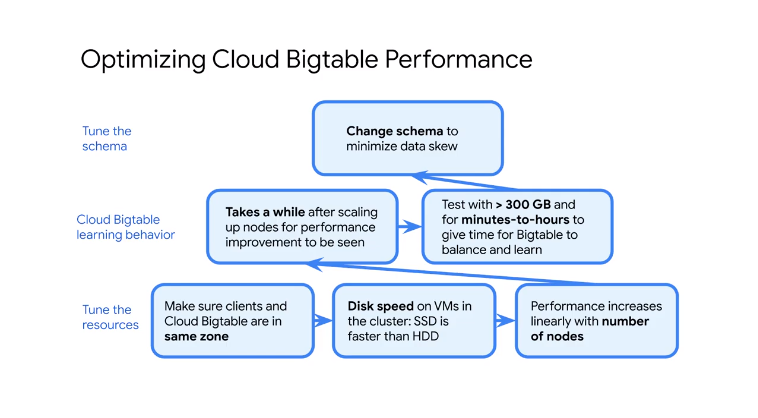 Optimizing Cloud Bigtable Performance
Tune the
schema
Change schema to
minimize data skew
Cloud Bigtable
learning behavior
Takes a while after scaling
up nodes for performance
improvement to be seen
Test with > 300 GB and
for minutes-to-hours to
give time for Bigtable to
balance and learn
Tune the
resources
Make sure clients and
Cloud Bigtable are in
same zone
Disk speed on VMs in
the cluster: SSD is
faster than HDD
Performance increases
linearly with number
of nodes